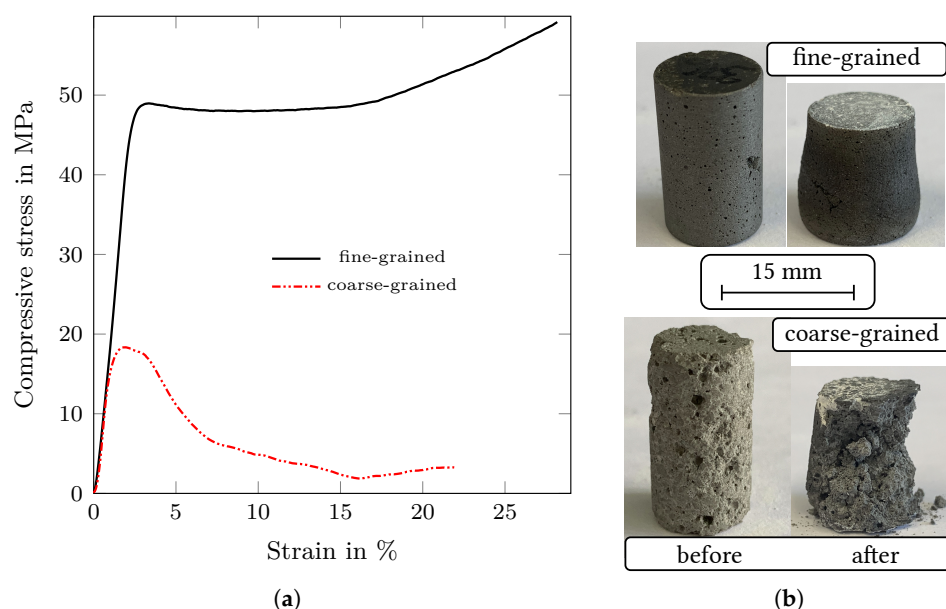 Compressive stress in MPa
50
40
30
20
10
0
0 5 10 15 20 25
Strain in %
fine-grained
coarse-grained
(a)
fine-grained
15 mm
coarse-grained
before after
(b)